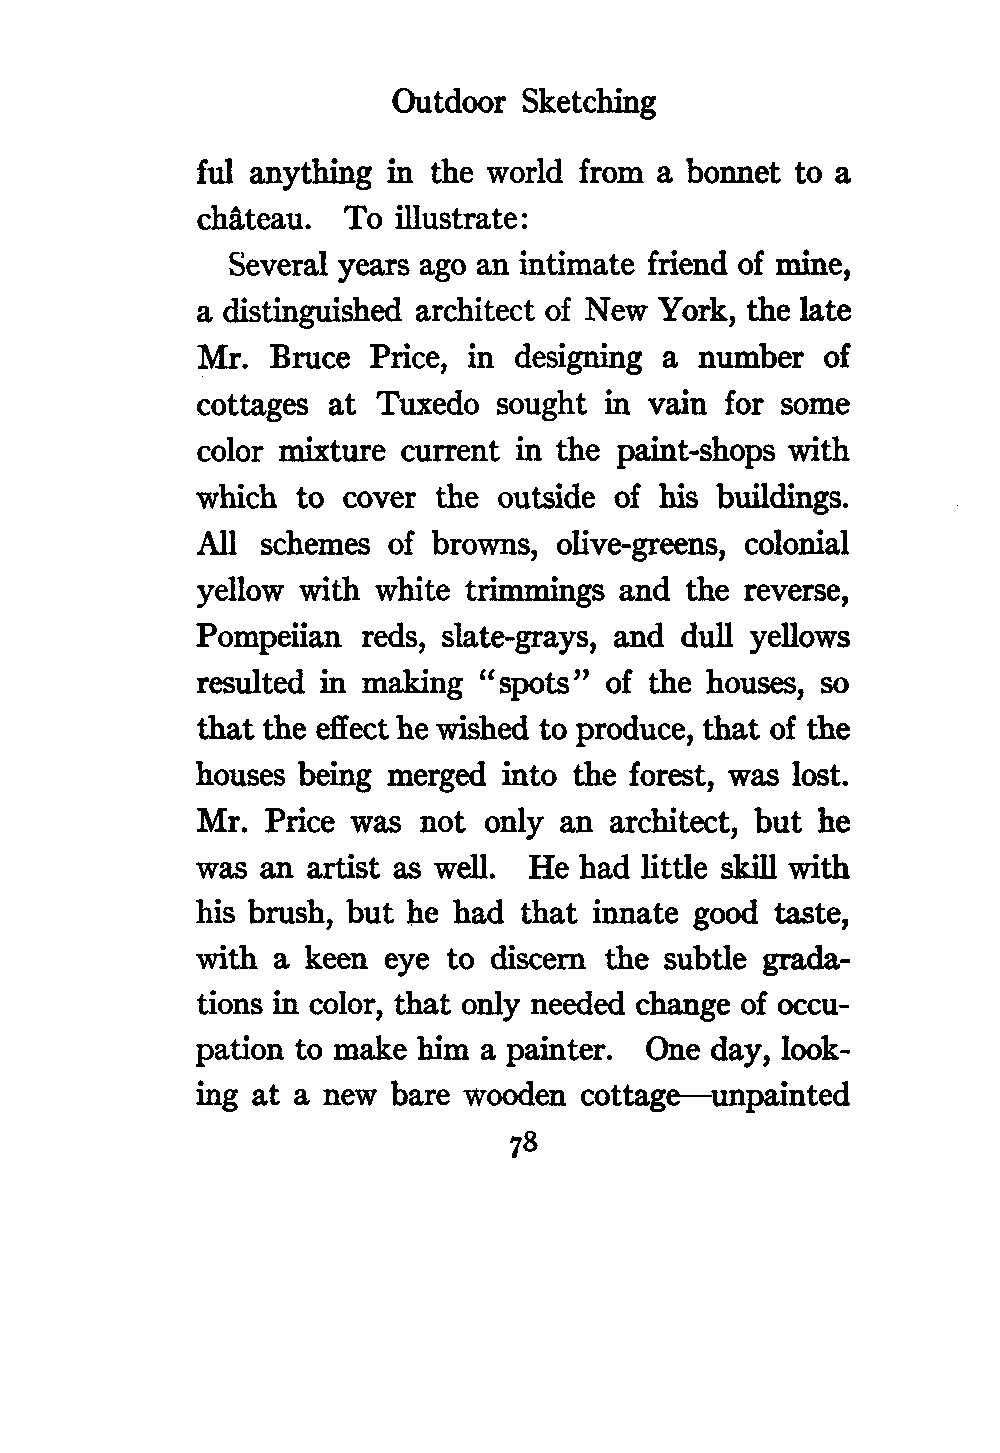 Outdoor Sketching
ful anything in the world from a bonnet to a
château. To illustrate:
Several years ago an intimate friend of mine,
a distinguished architect of New York, the late
Mr. Bruce Price, in designing a number of
cottages at Tuxedo sought in vain for some
color mixture current in the paint-shops with
which to cover the outside of his buildings.
All schemes of browns, olive-greens, colonial
yellow with white trimmings and the reverse,
Pompeiian reds, slate-grays, and dull yellows
resulted in making “spots” of the houses, so
that the effect he wished to produce, that of the
houses being merged into the forest, was lost.
Mr. Price was not only an architect, but he
was an artist as well. He had little skill with
his brush, but he had that innate good taste,
with a keen eye to discern the subtle grada-
tions in color, that only needed change of occu-
pation to make him a painter. One day, look-
ing at a new bare wooden cottage—unpainted
78